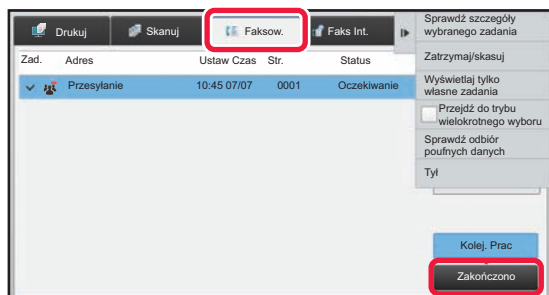 Drukuj
Skanuj
Faksow.
Faks Int.
Zad.
Adres
Ustaw Czas
Str.
Status
Przesyłanie
10:45 07/07
0001
Oczekiwanie
Sprawdź szczegóły
wybranego zadania
Zatrzymaj/skasuj
Wyświetlaj tylko
własne zadania
Przejdź do trybu
wielokrotnego wyboru
Sprawdź odbiór
poufnych danych
Tył
Kolej. Prac
Zakończono